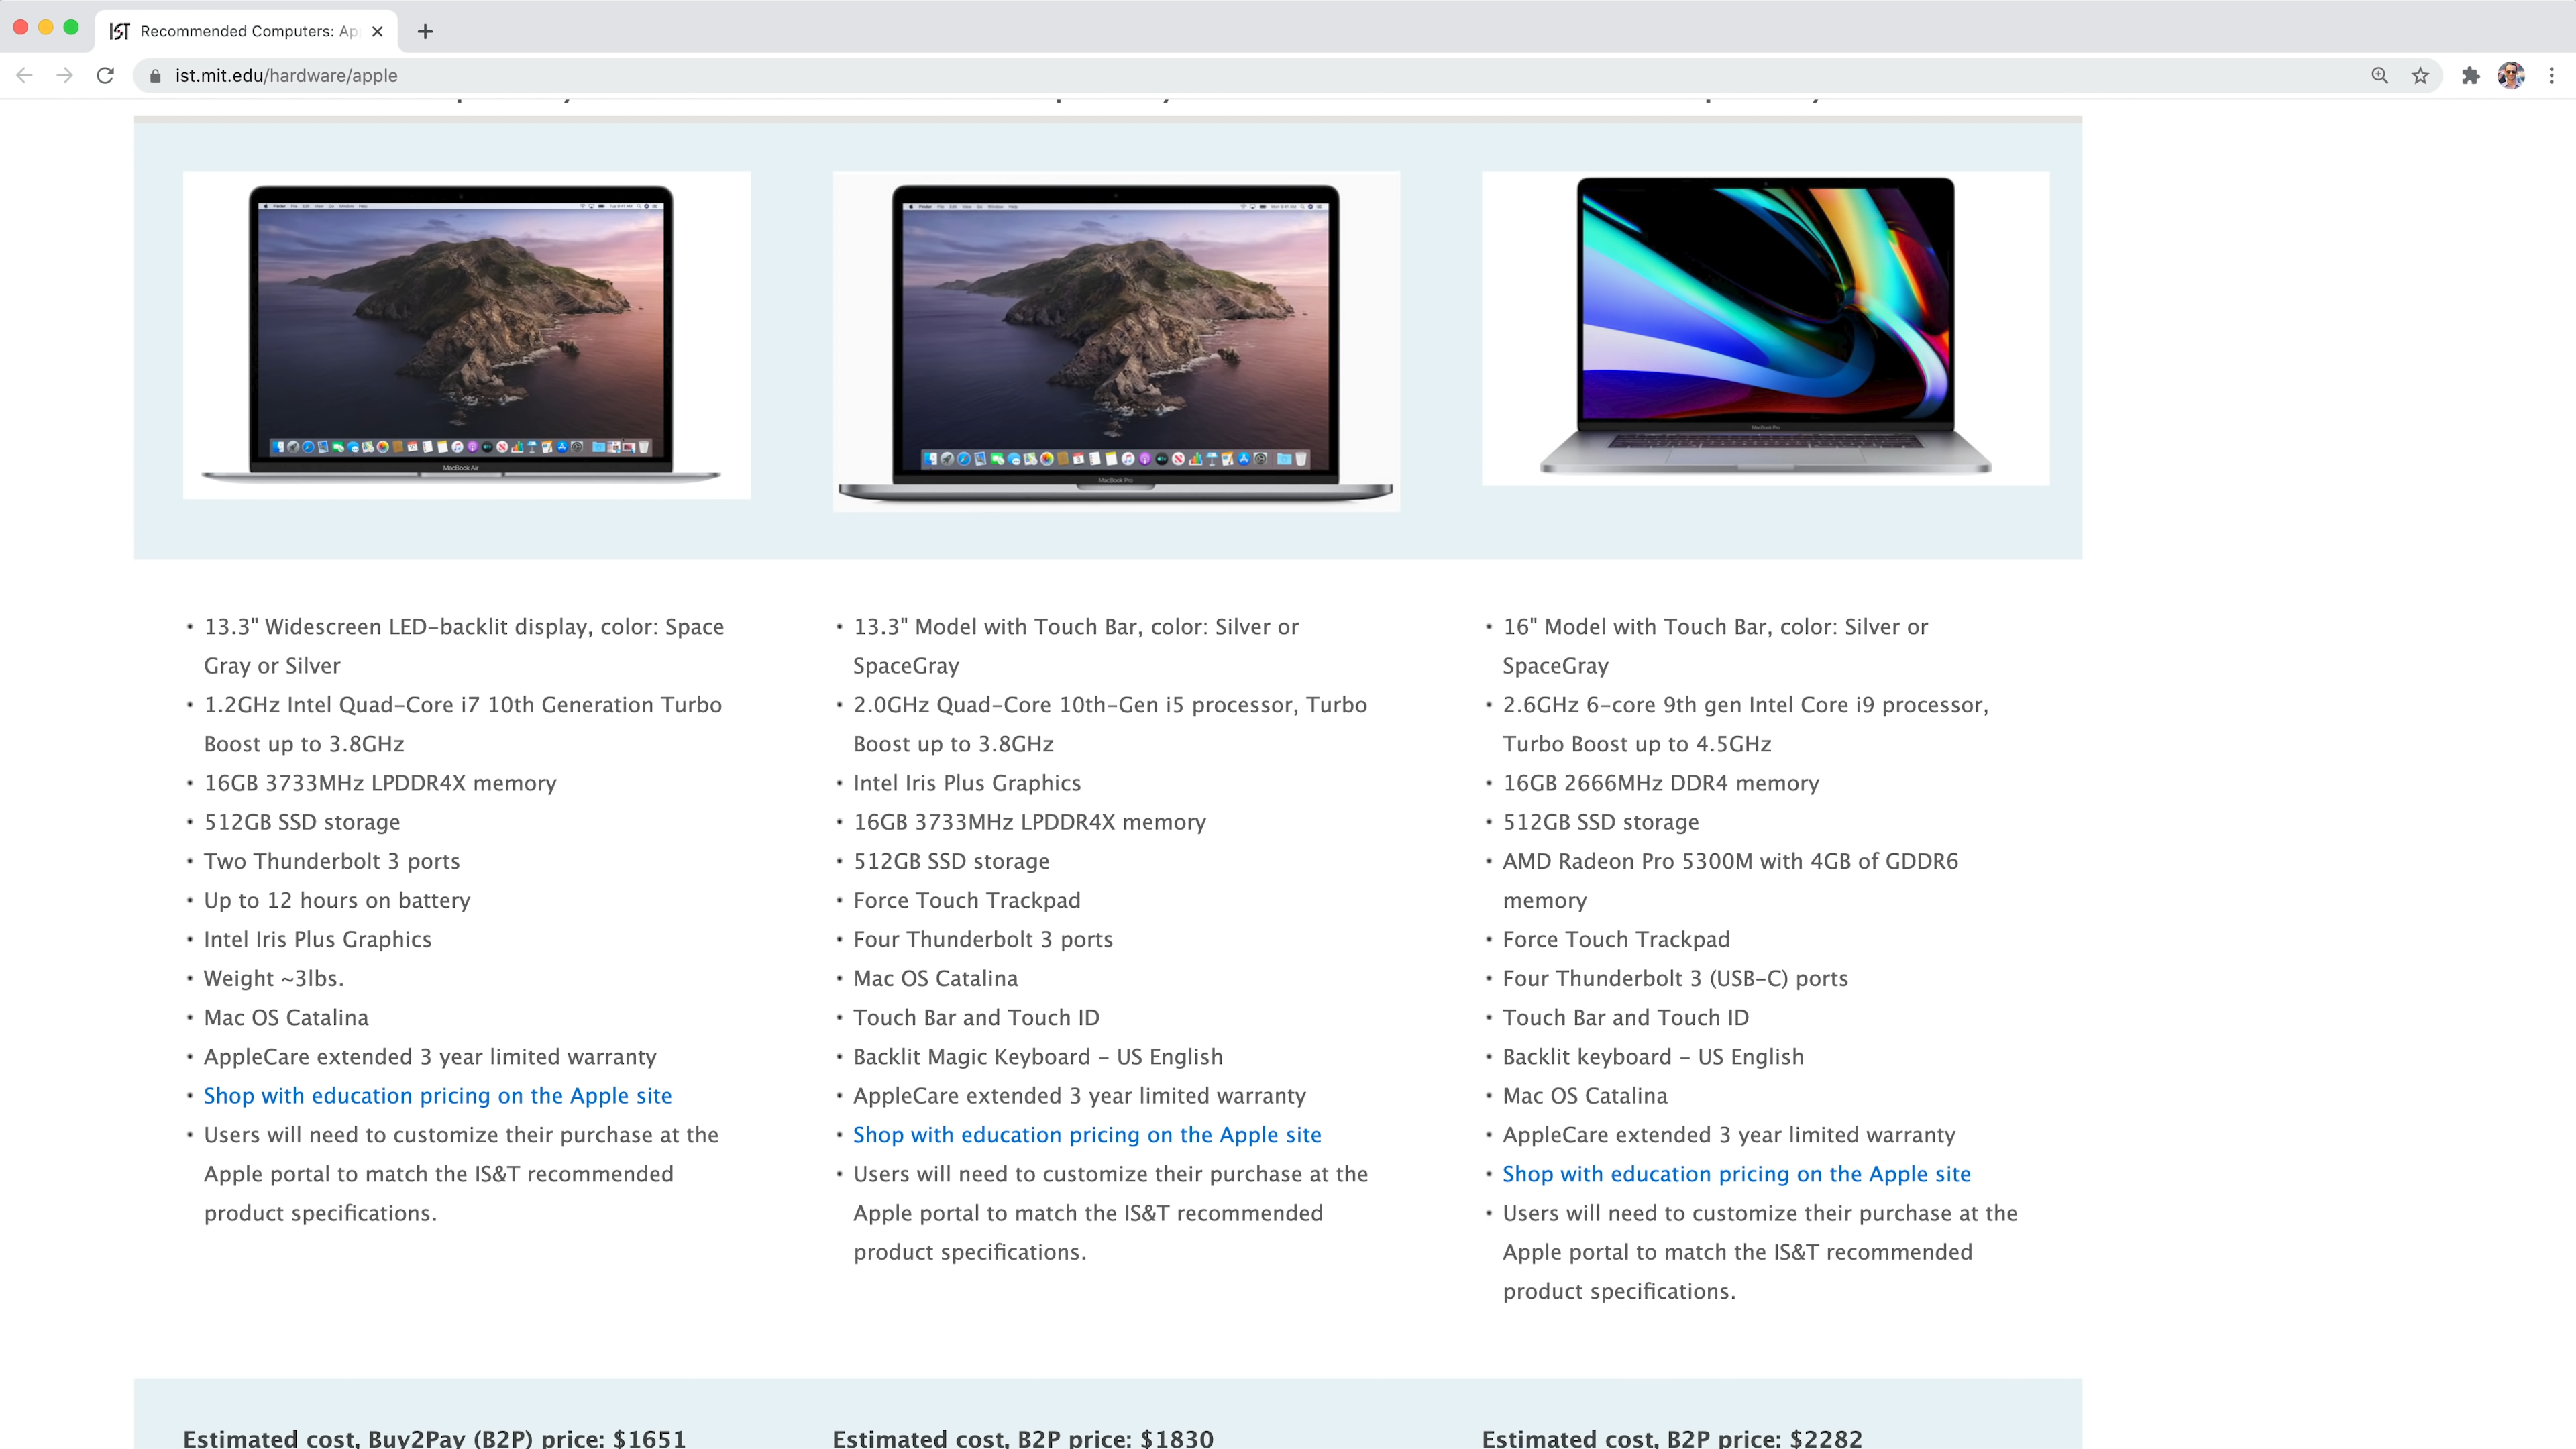 Recommended Computers: Ap
ist.mit.edu/hardware/apple
MacBook Air
MacBook Pro
MacBook Pro
• 13.3" Widescreen LED-backlit display, color: Space
Gray or Silver
• 1.2GHz Intel Quad-Core i7 10th Generation Turbo
Boost up to 3.8GHz
• 16GB 3733MHz LPDDR4X memory
• 512GB SSD storage
• Two Thunderbolt 3 ports
• Up to 12 hours on battery
• Intel Iris Plus Graphics
• Weight ~3lbs.
• Mac OS Catalina
• AppleCare extended 3 year limited warranty
• Shop with education pricing on the Apple site
• Users will need to customize their purchase at the
Apple portal to match the IS&T recommended
product specifications.
• 13.3" Model with Touch Bar, color: Silver or
SpaceGray
• 2.0GHz Quad-Core 10th-Gen i5 processor, Turbo
Boost up to 3.8GHz
• Intel Iris Plus Graphics
• 16GB 3733MHz LPDDR4X memory
• 512GB SSD storage
• Force Touch Trackpad
• Four Thunderbolt 3 ports
• Mac OS Catalina
• Touch Bar and Touch ID
• Backlit Magic Keyboard - US English
• AppleCare extended 3 year limited warranty
• Shop with education pricing on the Apple site
• Users will need to customize their purchase at the
Apple portal to match the IS&T recommended
product specifications.
• 16" Model with Touch Bar, color: Silver or
SpaceGray
• 2.6GHz 6-core 9th gen Intel Core i9 processor,
Turbo Boost up to 4.5GHz
• 16GB 2666MHz DDR4 memory
• 512GB SSD storage
• AMD Radeon Pro 5300M with 4GB of GDDR6
memory
• Force Touch Trackpad
• Four Thunderbolt 3 (USB-C) ports
• Touch Bar and Touch ID
• Backlit keyboard - US English
• Mac OS Catalina
• AppleCare extended 3 year limited warranty
• Shop with education pricing on the Apple site
• Users will need to customize their purchase at the
Apple portal to match the IS&T recommended
product specifications.
Estimated cost, Buy2Pay (B2P) price: $1651
Estimated cost, B2P price: $1830
Estimated cost, B2P price: $2282